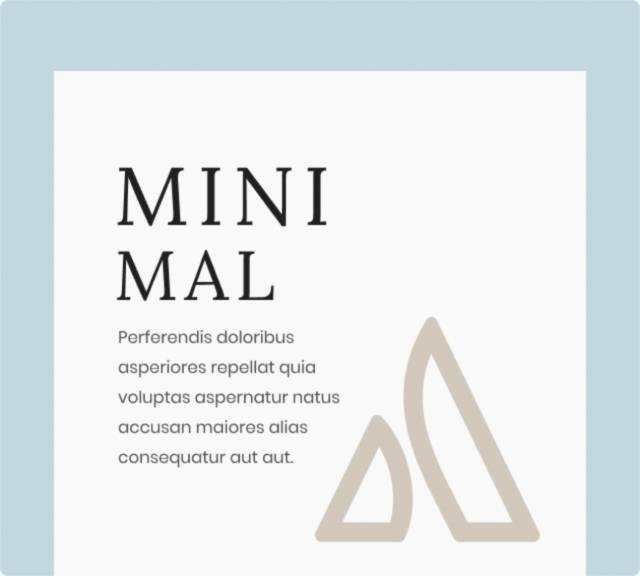 MINI
MAL
Perferendis doloribus
asperiores repellat quia
voluptas aspernatur natus
accusan maiores alias
consequatur aut aut.